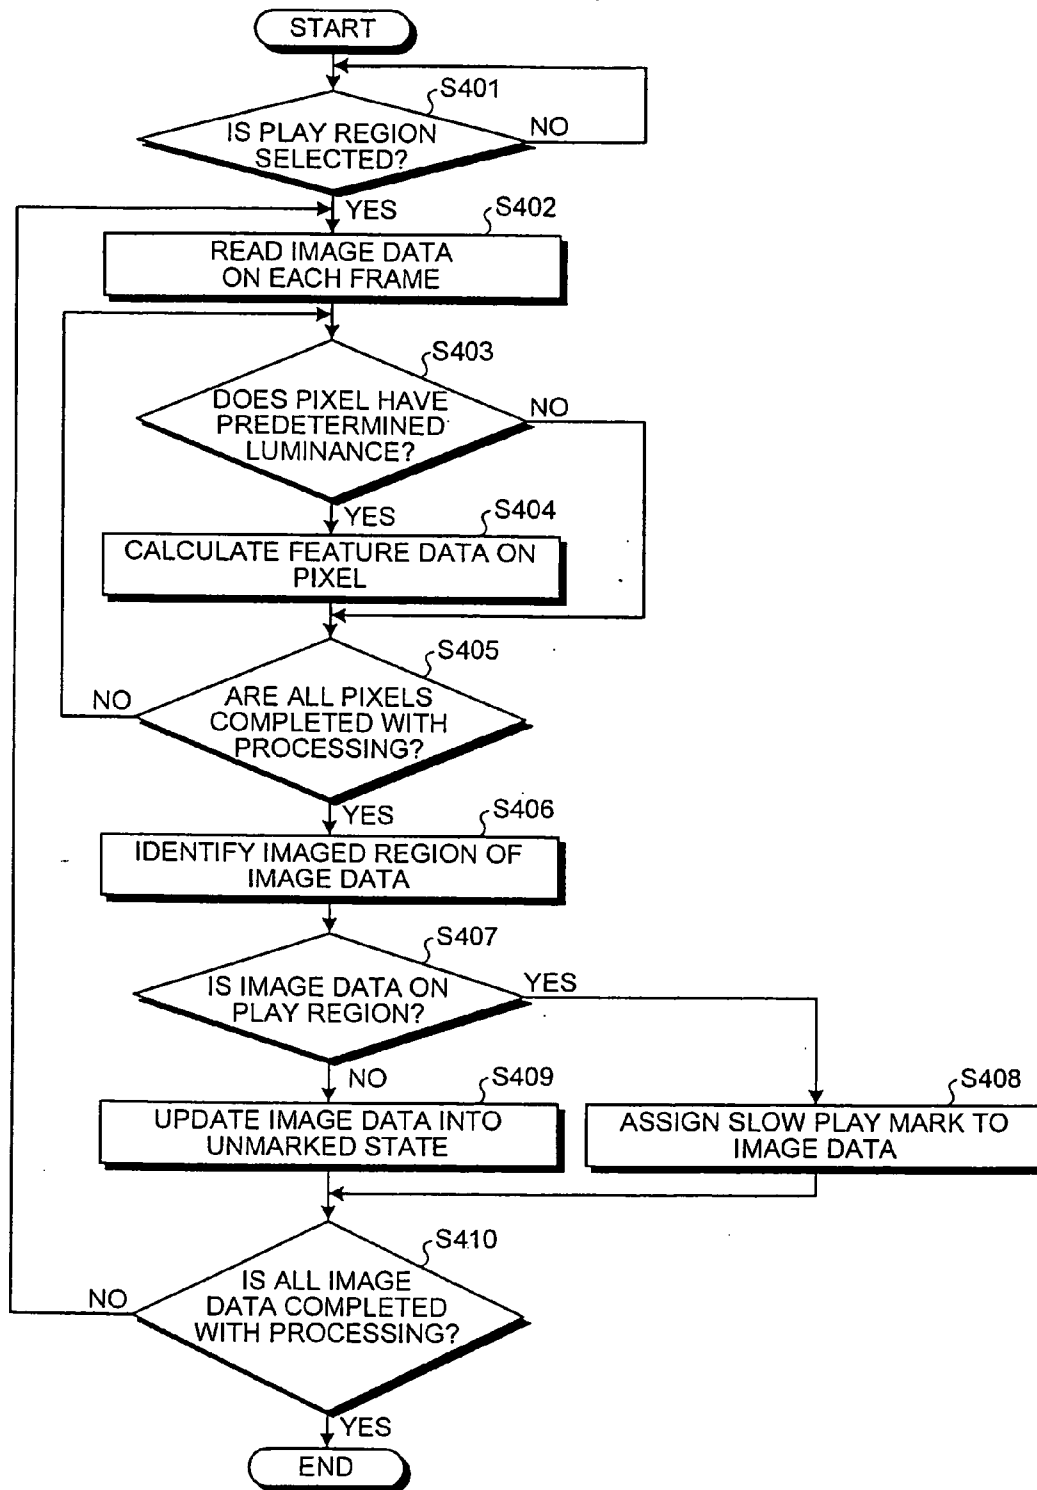 START
S401
IS PLAY REGION
SELECTED?
NO
YES
S402
READ IMAGE DATA
ON EACH FRAME
S403
DOES PIXEL HAVE
PREDETERMINED
LUMINANCE?
NO
YES
S404
CALCULATE FEATURE DATA ON
PIXEL
S405
NO
ARE ALL PIXELS
COMPLETED WITH
PROCESSING?
YES
S406
IDENTIFY IMAGED REGION OF
IMAGE DATA
S407
IS IMAGE DATA ON
PLAY REGION?
YES
NO
S409
UPDATE IMAGE DATA INTO
UNMARKED STATE
S408
ASSIGN SLOW PLAY MARK TO
IMAGE DATA
S410
NO
IS ALL IMAGE
DATA COMPLETED
WITH PROCESSING?
YES
END